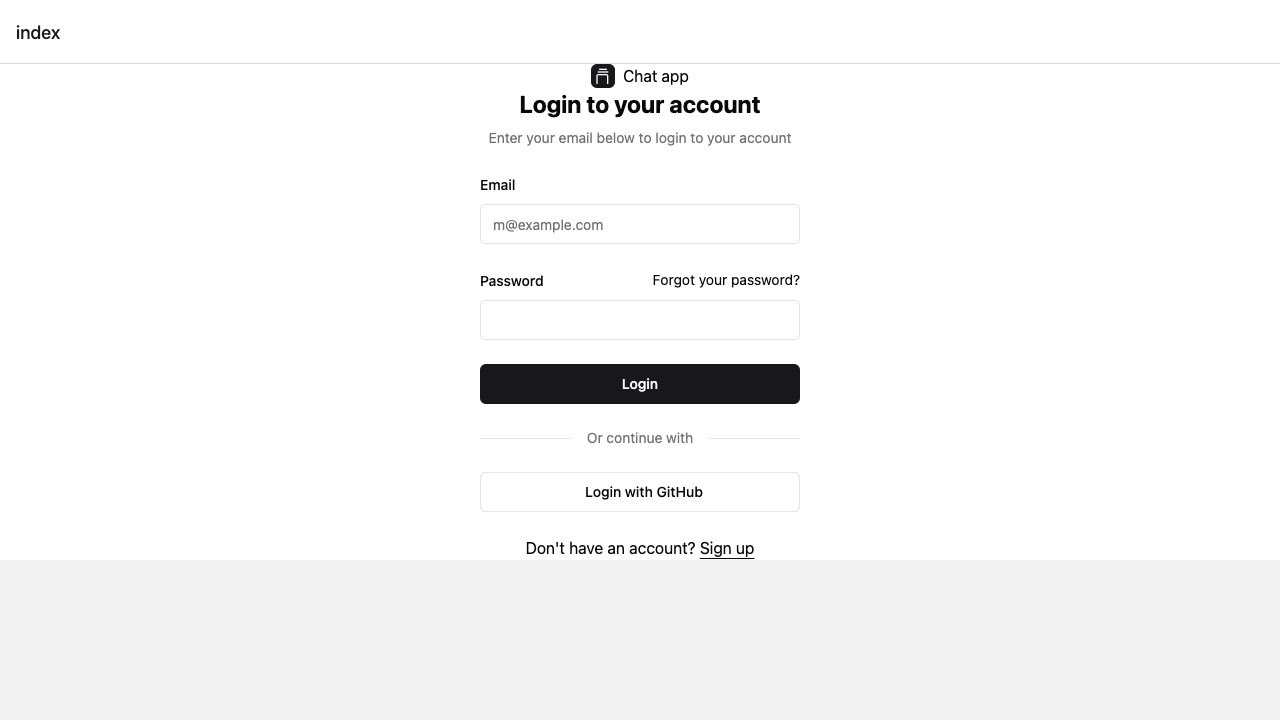 index
Chat app
Login to your account
Enter your email below to login to your account
Email
m@example.com
Password Forgot your password?
Login
Or continue with
Login with GitHub
Don't have an account? Sign up